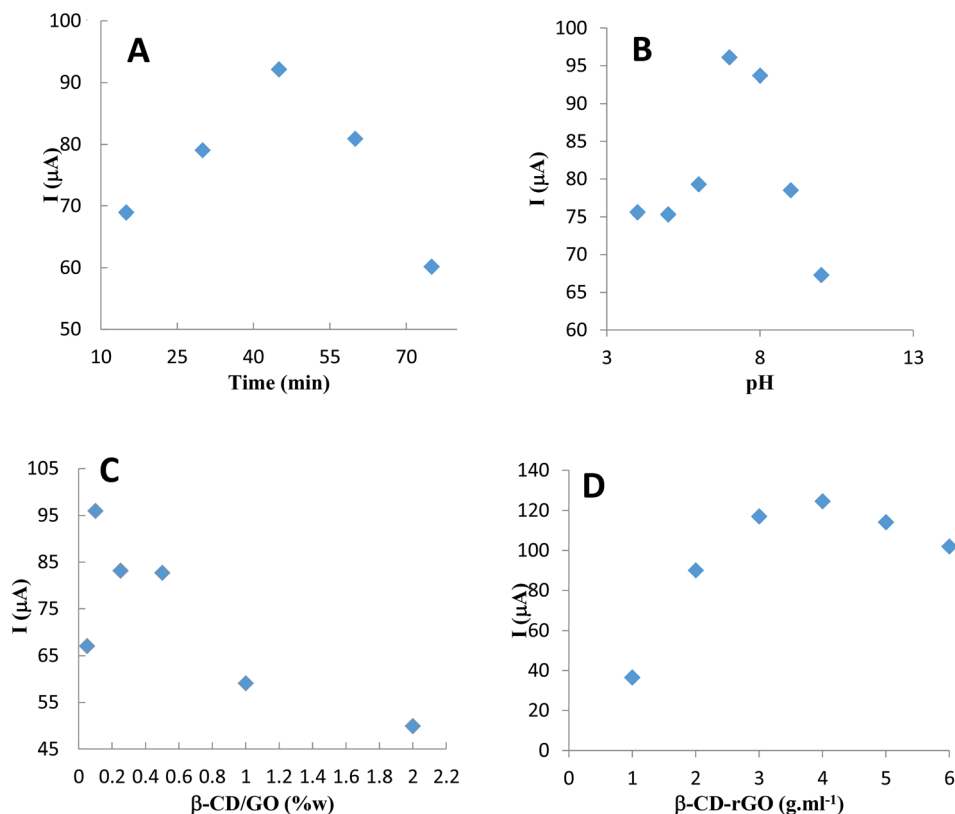 A
I (μA)
100
90
80
70
60
50
10 25 40 55 70
Time (min)
B
I (μA)
100
95
90
85
80
75
70
65
60
3 8 13
pH
C
I (μA)
105
95
85
75
65
55
45
0 0.2 0.4 0.6 0.8 1 1.2 1.4 1.6 1.8 2 2.2
β-CD/GO (%w)
D
I (μA)
140
120
100
80
60
40
20
0
0 1 2 3 4 5 6
β-CD-rGO (g.ml⁻¹)